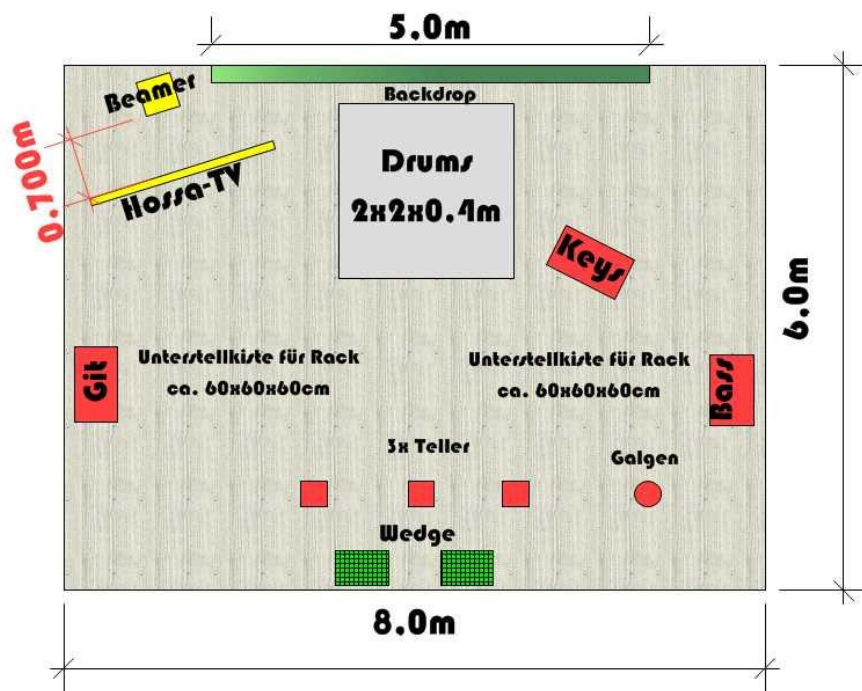 5.0m
Beamer
Backdrop
0.700m
Hossa-TV
Drums
2x2x0.4m
Keys
6.0m
Git
Unterstellkiste für Rack
ca. 60x60x60cm
Unterstellkiste für Rack
ca. 60x60x60cm
Bass
3x Teller
Galgen
Wedge
8.0m